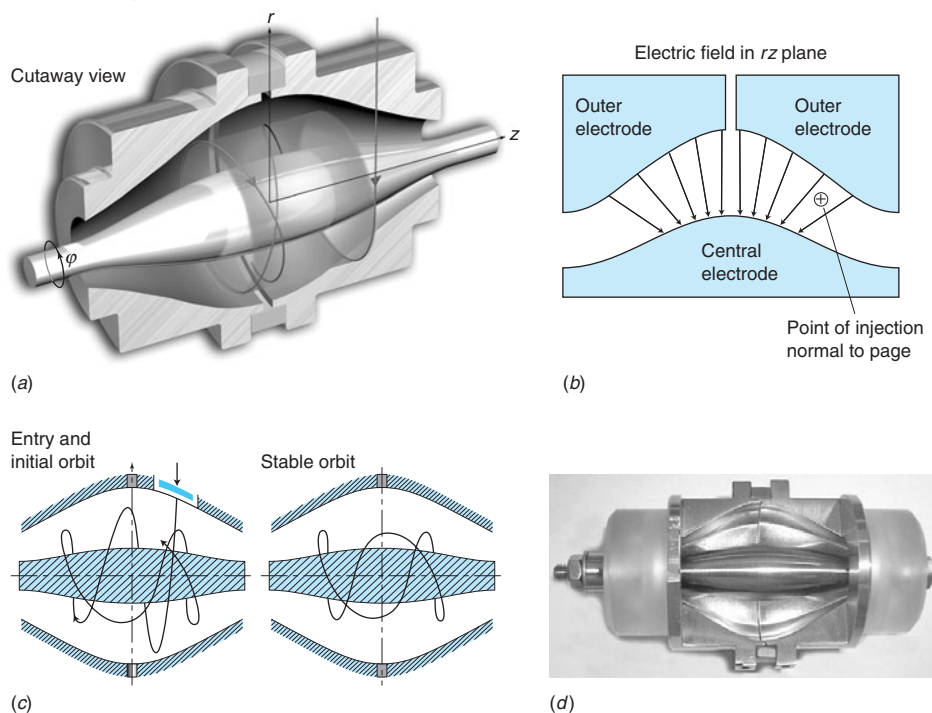 r
Cutaway view
z
φ
(a)
Electric field in rz plane
Outer
electrode
Outer
electrode
Central
electrode
Point of injection
normal to page
(b)
Entry and
initial orbit
Stable orbit
(c)
(d)